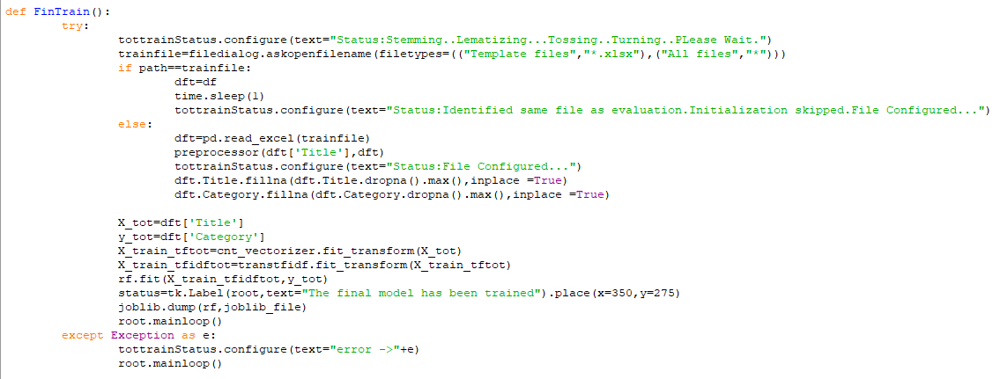 def FinTrain():
        try:
                tottrainStatus.configure(text="Status:Stemming..Lematizing...Tossing..Turning..PLease Wait.")
                trainfile=filedialog.askopenfilename(filetypes=(("Template files","*.xlsx"),("All files","*")))
                if path==trainfile:
                        dft=df
                        time.sleep(1)
                        tottrainStatus.configure(text="Status:Identified same file as evaluation.Initialization skipped.File Configured...")
                else:
                        dft=pd.read_excel(trainfile)
                        preprocessor(dft['Title'],dft)
                        tottrainStatus.configure(text="Status:File Configured...")
                        dft.Title.fillna(dft.Title.dropna().max(),inplace =True)
                        dft.Category.fillna(dft.Category.dropna().max(),inplace =True)

                X_tot=dft['Title']
                y_tot=dft['Category']
                X_train_tftot=cnt_vectorizer.fit_transform(X_tot)
                X_train_tfidftot=transtfidf.fit_transform(X_train_tftot)
                rf.fit(X_train_tfidftot,y_tot)
                status=tk.Label(root,text="The final model has been trained").place(x=350,y=275)
                joblib.dump(rf,joblib_file)
                root.mainloop()
        except Exception as e:
                tottrainStatus.configure(text="error ->"+e)
                root.mainloop()